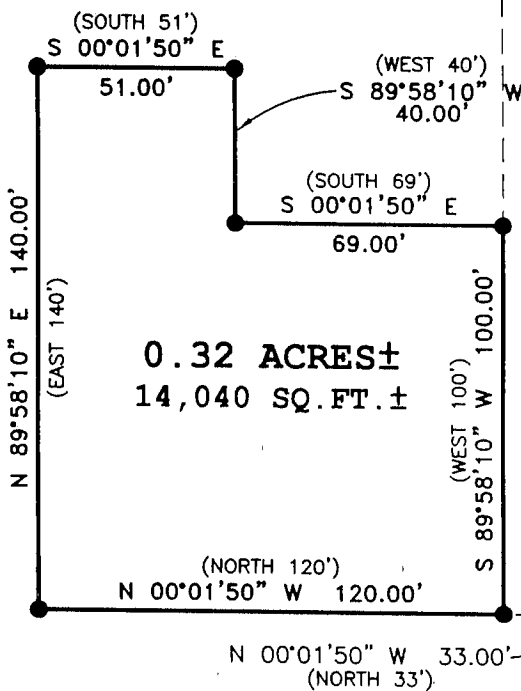 (SOUTH 51')
S 00°01'50" E
51.00'
(WEST 40')
S 89°58'10" W
40.00'
(SOUTH 69')
S 00°01'50" E
69.00'
N 89°58'10" E 140.00'
(EAST 140')
0.32 ACRES±
14,040 SQ.FT.±
(WEST 100')
S 89°58'10" W 100.00'
(NORTH 120')
N 00°01'50" W 120.00'
N 00°01'50" W 33.00'
(NORTH 33')